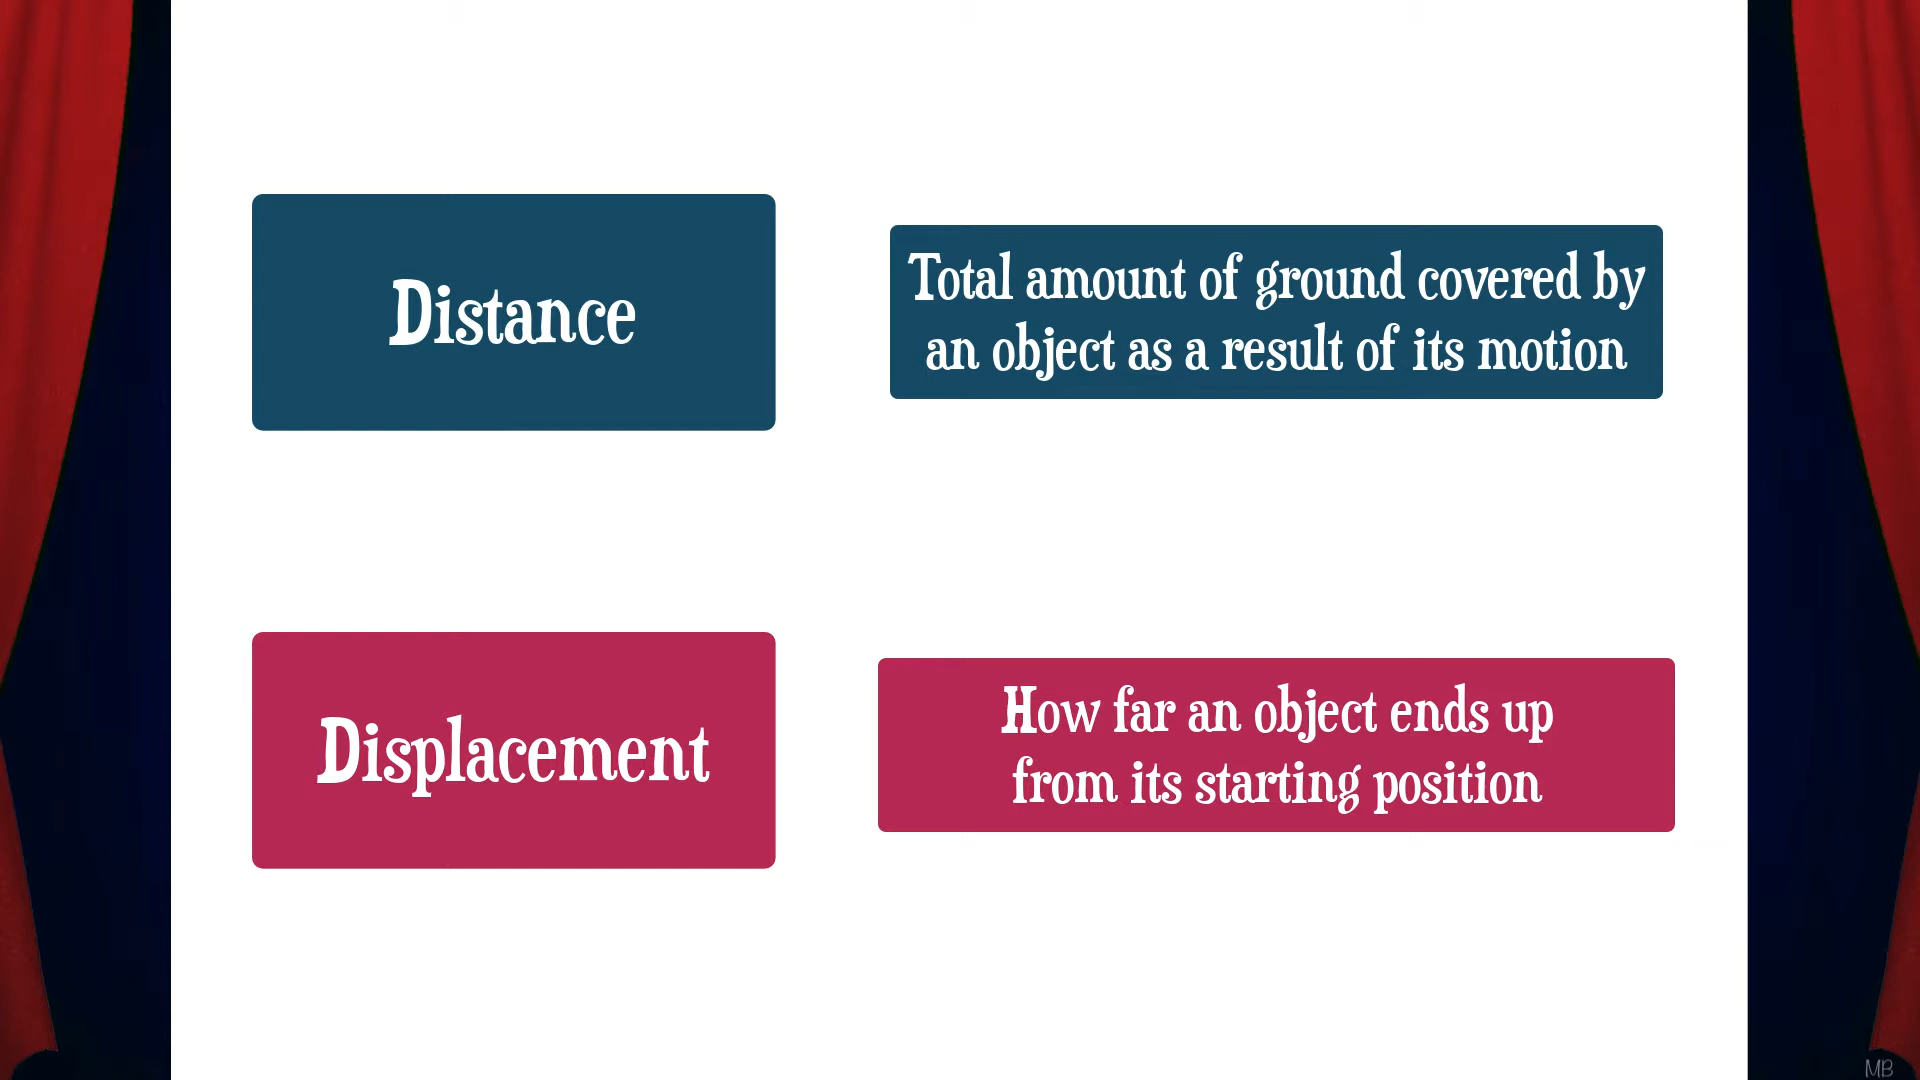 Distance
Total amount of ground covered by
an object as a result of its motion
Displacement
How far an object ends up
from its starting position
MB